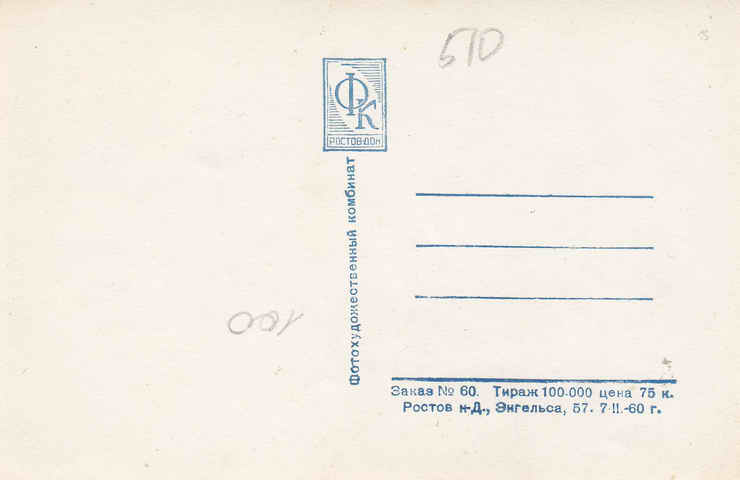 510
ФК
РОСТОВ-ДОН
Фотохудожественный комбинат
100
Заказ № 60. Тираж 100.000 цена 75 к.
Ростов н-Д., Энгельса, 57. 7-II.-60 г.